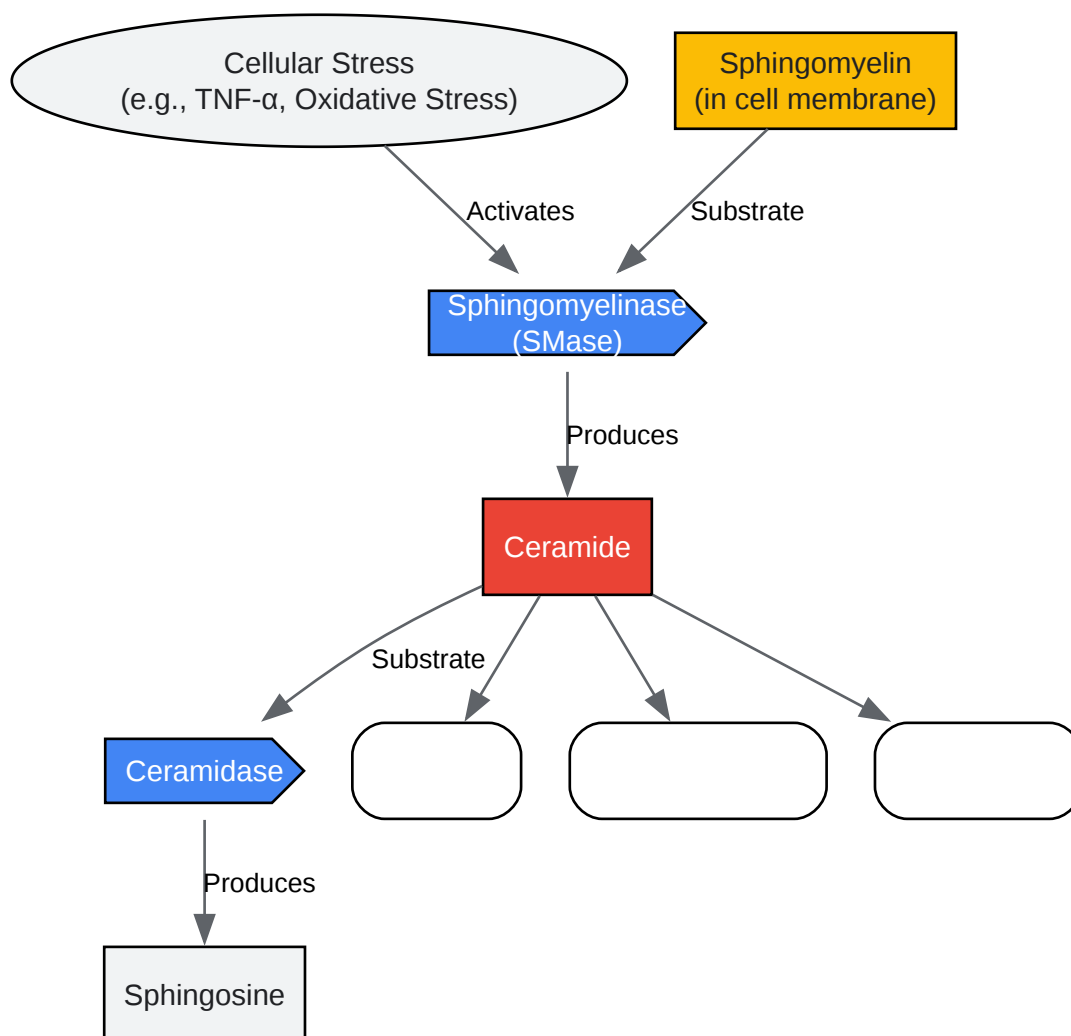 Cellular Stress
(e.g., TNF-α, Oxidative Stress)
Sphingomyelin
(in cell membrane)
Activates
Substrate
Sphingomyelinase
(SMase)
Produces
Ceramide
Substrate
Ceramidase
Produces
Sphingosine